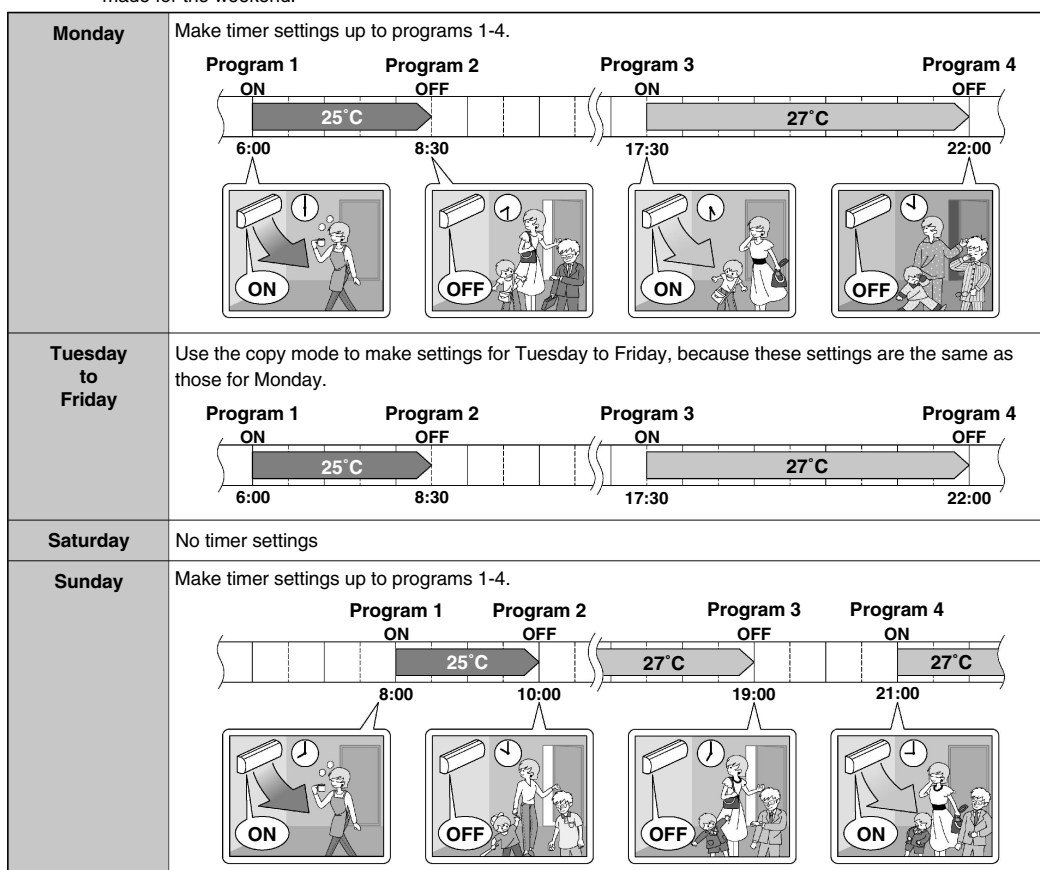 made for the weekend.
Monday
Make timer settings up to programs 1-4.
Program 1 Program 2 Program 3 Program 4
ON OFF ON OFF
25˚C 27˚C
6:00 8:30 17:30 22:00
ON OFF ON OFF
Tuesday
to
Friday
Use the copy mode to make settings for Tuesday to Friday, because these settings are the same as
those for Monday.
Program 1 Program 2 Program 3 Program 4
ON OFF ON OFF
25˚C 27˚C
6:00 8:30 17:30 22:00
Saturday
No timer settings
Sunday
Make timer settings up to programs 1-4.
Program 1 Program 2 Program 3 Program 4
ON OFF OFF ON
25˚C 27˚C 27˚C
8:00 10:00 19:00 21:00
ON OFF OFF ON